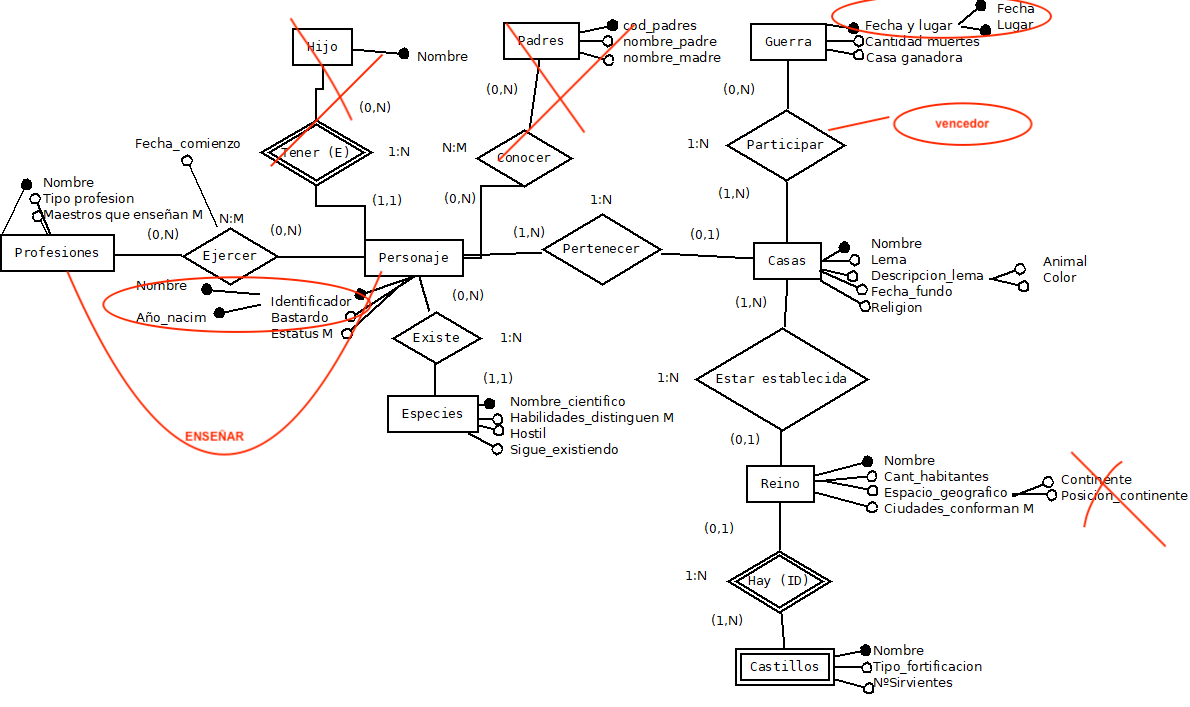 Fecha
Lugar
Hijo
Nombre
Padres
cod_padres
nombre_padre
nombre_madre
Guerra
Fecha y lugar
Cantidad muertes
Casa ganadora
(0,N)
(0,N)
(0,N)
Fecha_comienzo
Tener (E)
1:N
N:M
Conocer
1:N
Participar
vencedor
Nombre
Tipo profesion
Maestros que enseñan M
(1,1)
(0,N)
1:N
(1,N)
N:M
(0,N)
(0,N)
(1,N)
(0,1)
Profesiones
Ejercer
Personaje
Pertenecer
Casas
Nombre
Lema
Descripcion_lema
Fecha_fundo
Religion
Animal
Color
Nombre
Identificador
Año_nacim
Bastardo
Estatus M
(0,N)
(1,N)
Existe
1:N
1:N
Estar establecida
(1,1)
Especies
Nombre_cientifico
Habilidades_distinguen M
Hostil
Sigue_existiendo
ENSEÑAR
(0,1)
Reino
Nombre
Cant_habitantes
Espacio_geografico
Ciudades_conforman M
Continente
Posicion_continente
(0,1)
1:N
Hay (ID)
(1,N)
Castillos
Nombre
Tipo_fortificacion
NºSirvientes